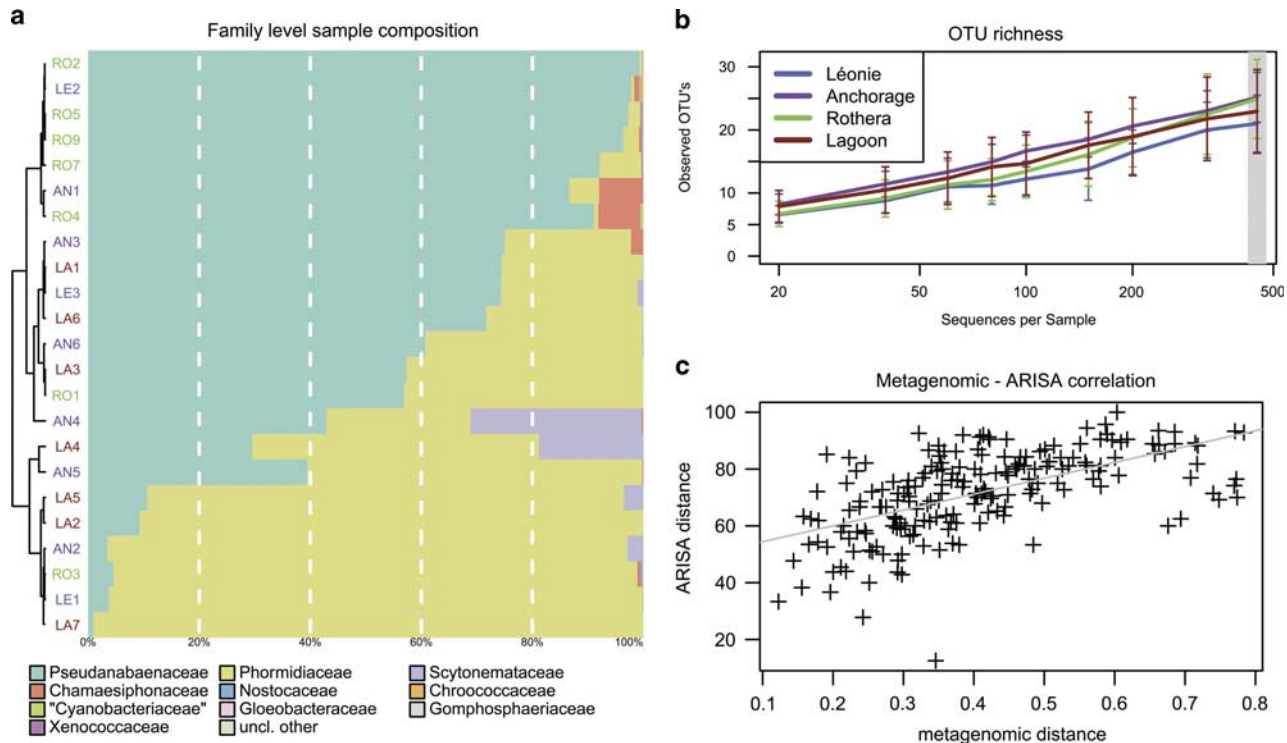 a
Family level sample composition
RO2
LE2
RO5
RO9
RO7
AN1
RO4
AN3
LA1
LE3
LA6
AN6
LA3
RO1
AN4
LA4
AN5
LA5
LA2
AN2
RO3
LE1
LA7
0% 20% 40% 60% 80% 100%
Pseudanabaenaceae Phormidiaceae Scytonemataceae
Chamaesiphonaceae Nostocaceae Chroococcaceae
"Cyanobacteriaceae" Gloeobacteraceae Gomphosphaeriaceae
Xenococcaceae uncl. other
b
OTU richness
Observed OTU's
30
20
10
5
0
Léonie
Anchorage
Rothera
Lagoon
20 50 100 200 500
Sequences per Sample
c
Metagenomic - ARISA correlation
ARISA distance
100
80
60
40
20
0.1 0.2 0.3 0.4 0.5 0.6 0.7 0.8
metagenomic distance